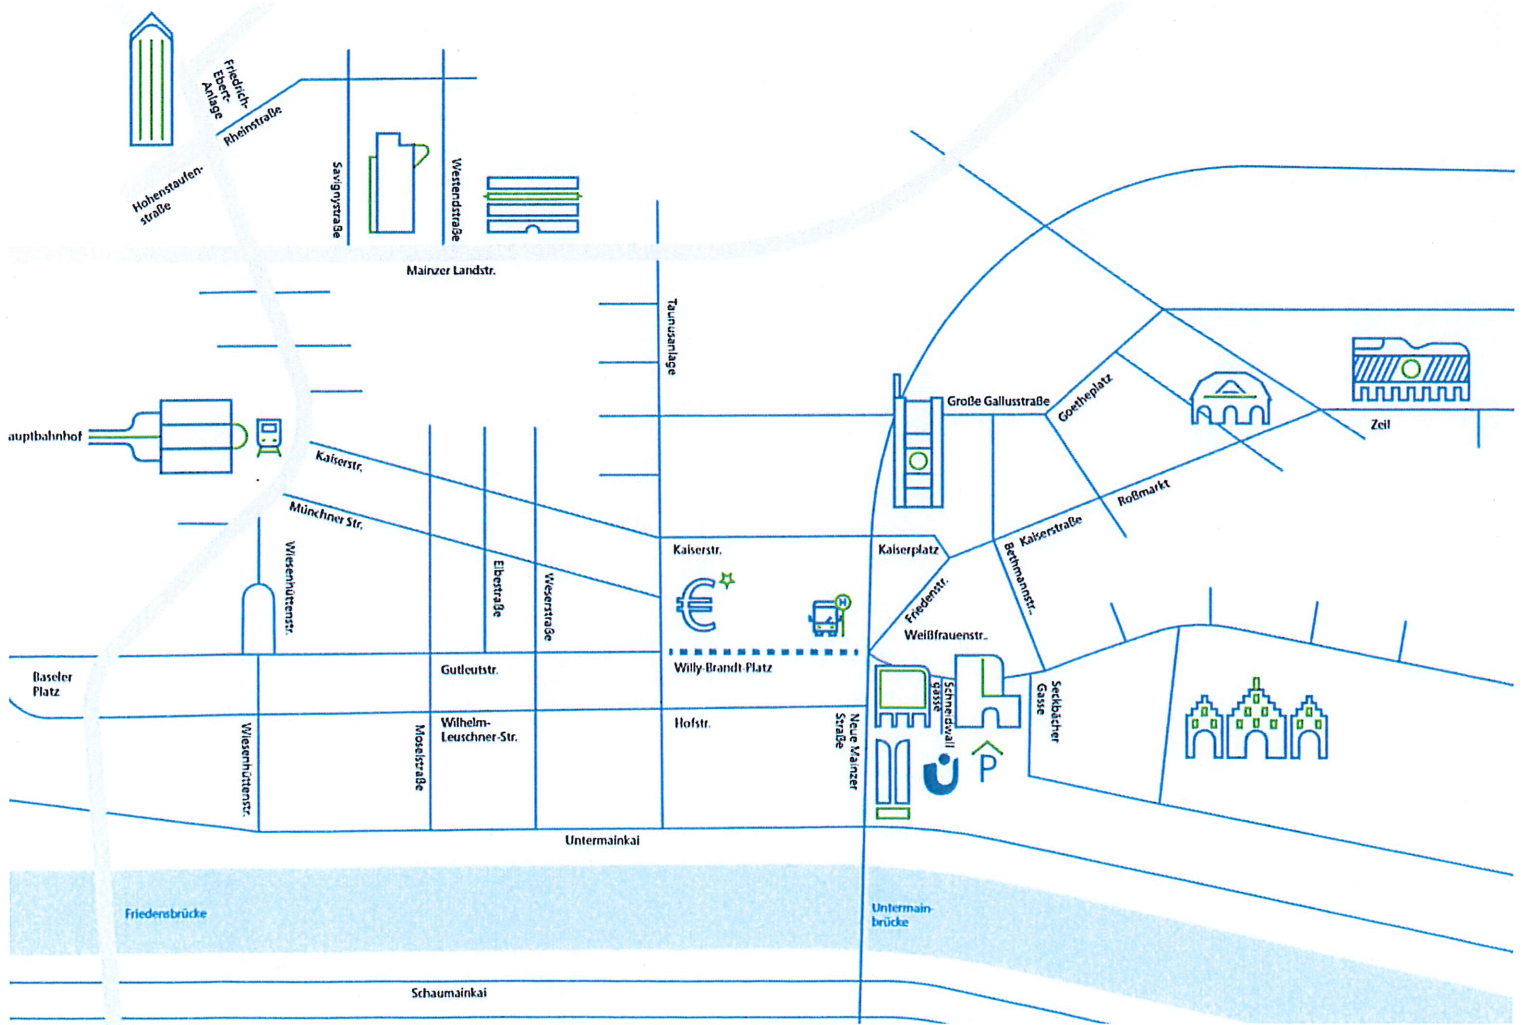 Friedrich-
Ebert-
Anlage
Rheinstraße
Hohenstaufen-
straße
Savignystraße
Westendstraße
Mainzer Landstr.
Taunusanlage
auptbahnhof
Kaiserstr.
Münchner Str.
Große Gallusstraße
Goetheplatz
Zeil
Roßmarkt
Kaiserstraße
Kaiserstr.
Kaiserplatz
Bethmannstr.
Wiesenhüttenstr.
Elbestraße
Weserstraße
H
Friedenstr.
Weißfrauenstr.
Baseler
Platz
Gutleutstr.
Willy-Brandt-Platz
Schneidwall
gasse
Seckbächer
Gasse
Wiesenhüttenstr.
Moselstraße
Wilhelm-
Leuschner-Str.
Hofstr.
Neue Mainzer
Straße
P
Untermainkai
Friedensbrücke
Untermain-
brücke
Schaumainkai